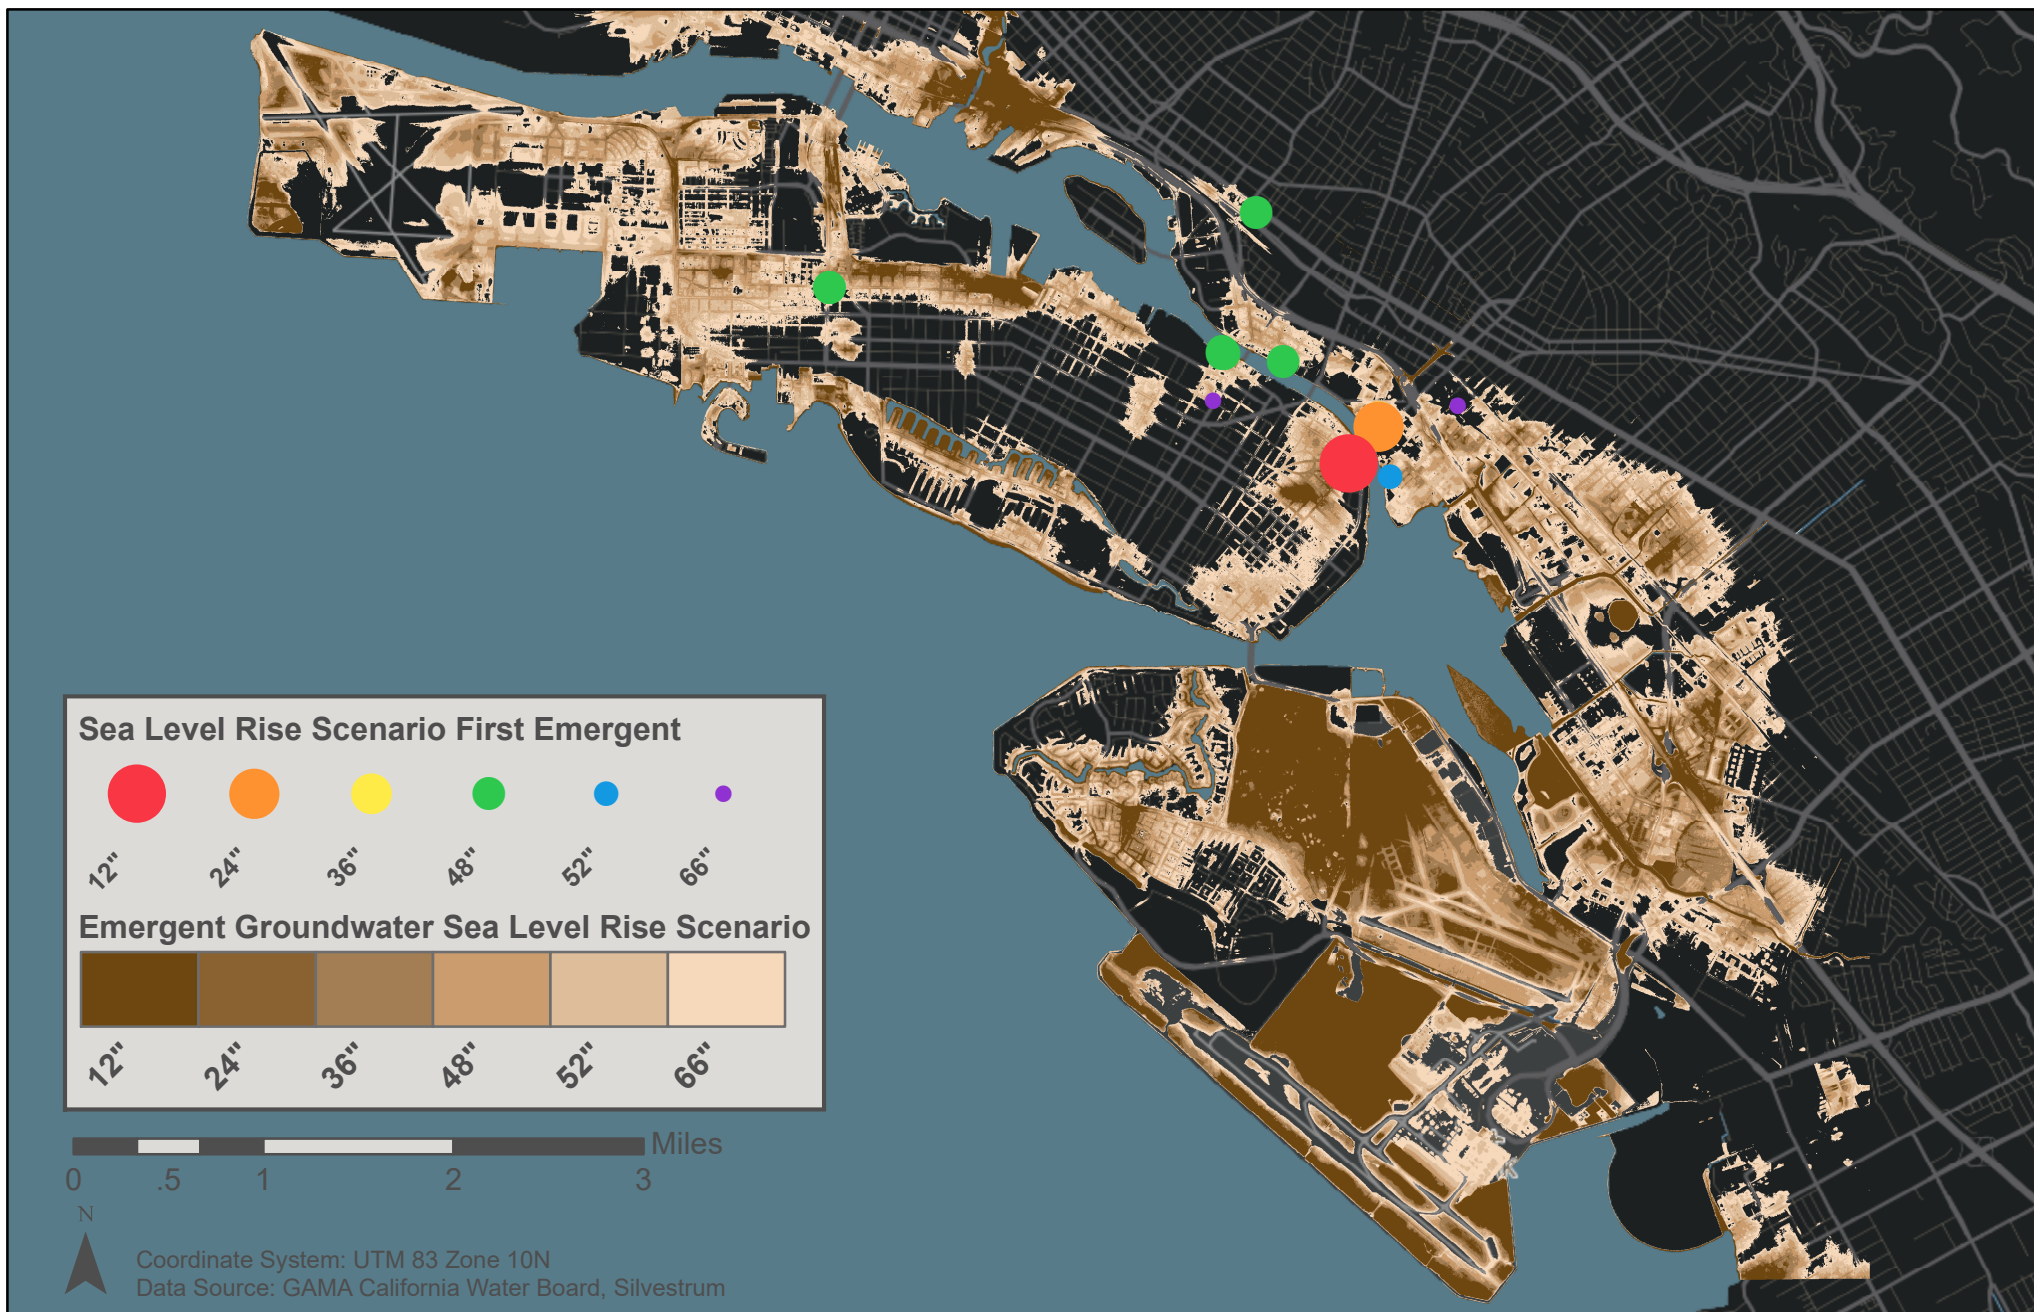 Sea Level Rise Scenario First Emergent
12" 24" 36" 48" 52" 66"
Emergent Groundwater Sea Level Rise Scenario
12" 24" 36" 48" 52" 66"
Miles
0 .5 1 2 3
N
Coordinate System: UTM 83 Zone 10N
Data Source: GAMA California Water Board, Silvestrum